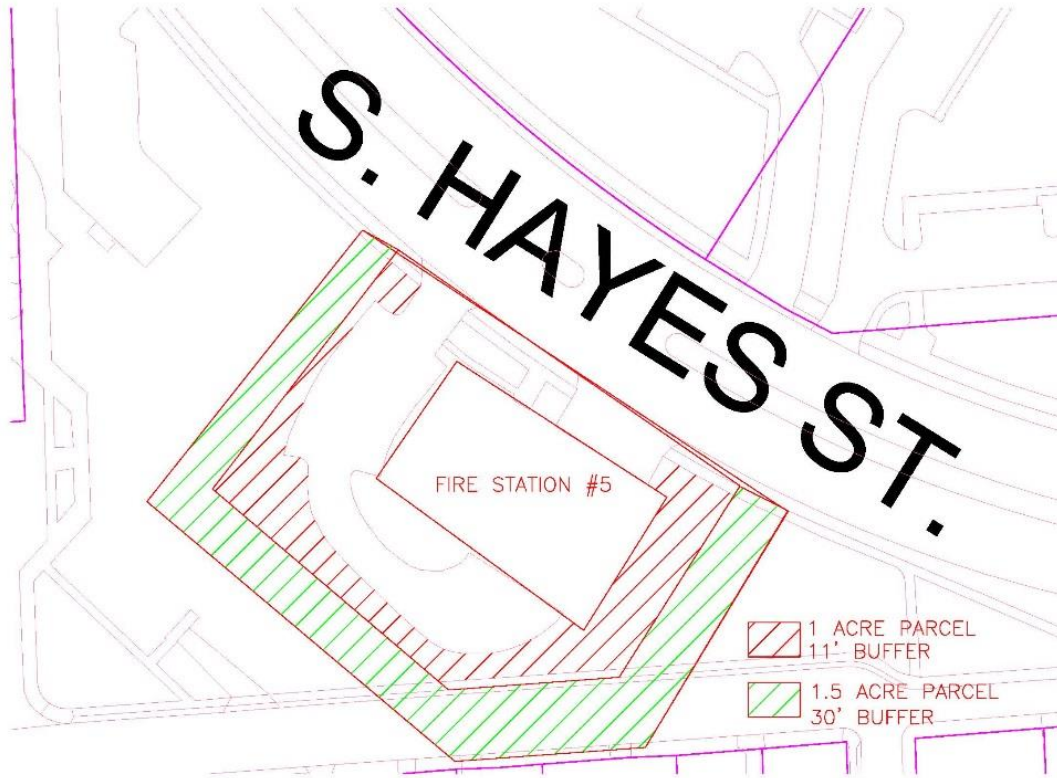 S. HAYES ST.
FIRE STATION #5
1 ACRE PARCEL
11' BUFFER
1.5 ACRE PARCEL
30' BUFFER